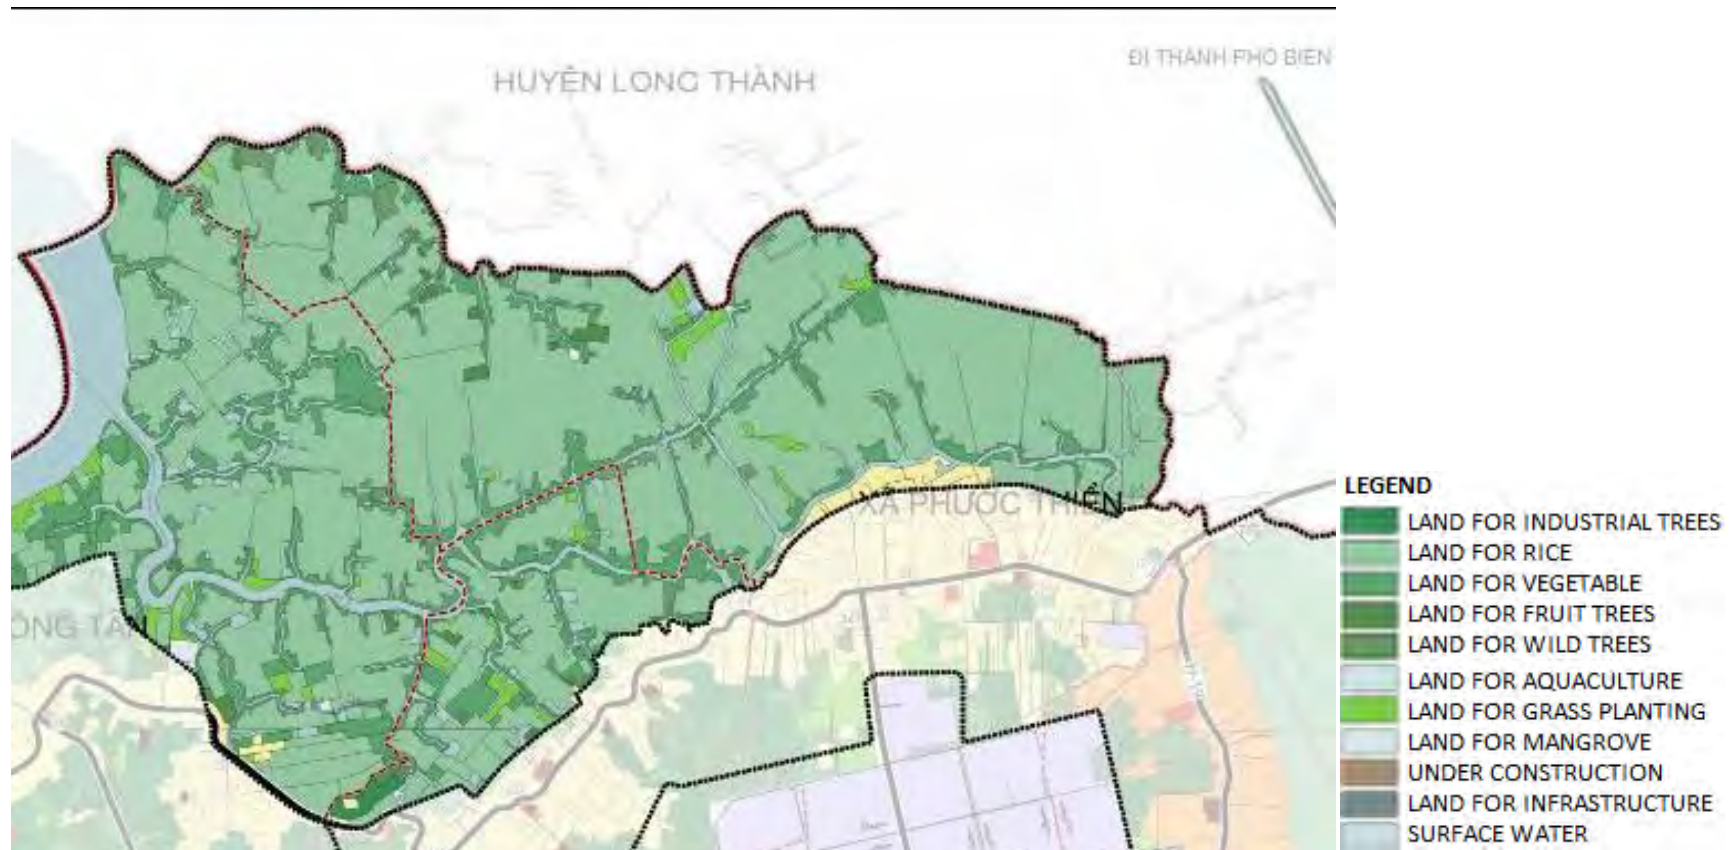 HUYỆN LONG THÀNH
ĐI THÀNH PHỐ BIÊN
XÃ PHƯỚC THIỀN
ONG TÂN
LEGEND
LAND FOR INDUSTRIAL TREES
LAND FOR RICE
LAND FOR VEGETABLE
LAND FOR FRUIT TREES
LAND FOR WILD TREES
LAND FOR AQUACULTURE
LAND FOR GRASS PLANTING
LAND FOR MANGROVE
UNDER CONSTRUCTION
LAND FOR INFRASTRUCTURE
SURFACE WATER